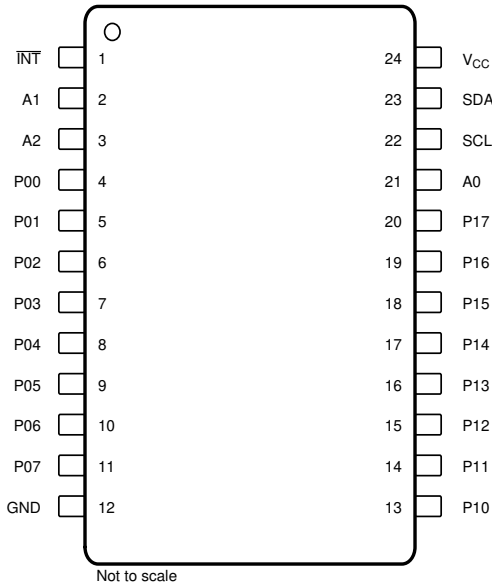 INT 1 24 VCC
A1 2 23 SDA
A2 3 22 SCL
P00 4 21 A0
P01 5 20 P17
P02 6 19 P16
P03 7 18 P15
P04 8 17 P14
P05 9 16 P13
P06 10 15 P12
P07 11 14 P11
GND 12 13 P10
Not to scale